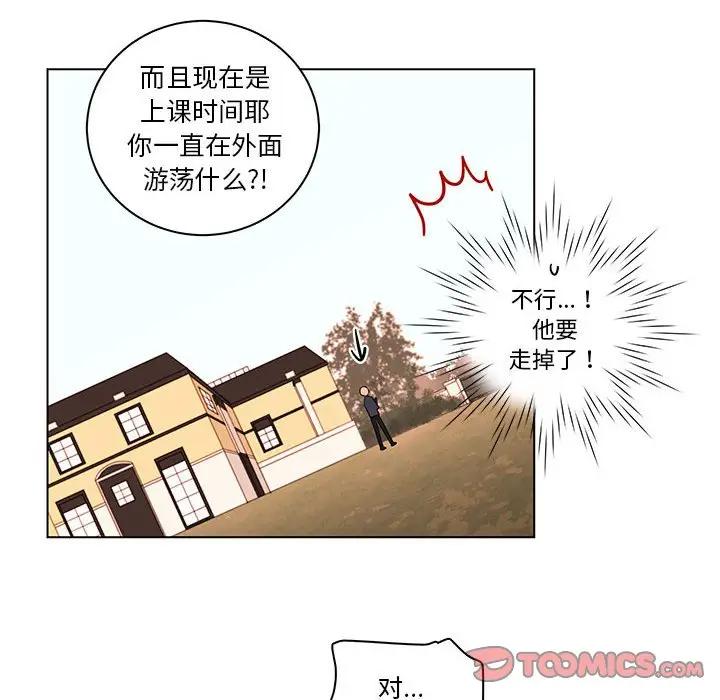 而且现在是
上课时间耶
你一直在外面
游荡什么?!
不行...！
他要
走掉了！
对...
TOOMICS.COM